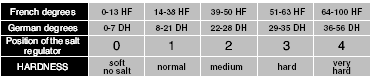 French degrees 0-13 HF 14-38 HF 39-50 HF 51-63 HF 64-100 HF
German degrees 0-7 DH 8-21 DH 22-28 DH 29-35 DH 36-56 DH
Position of the salt
regulator 0 1 2 3 4
HARDNESS soft
no salt normal medium hard very
hard